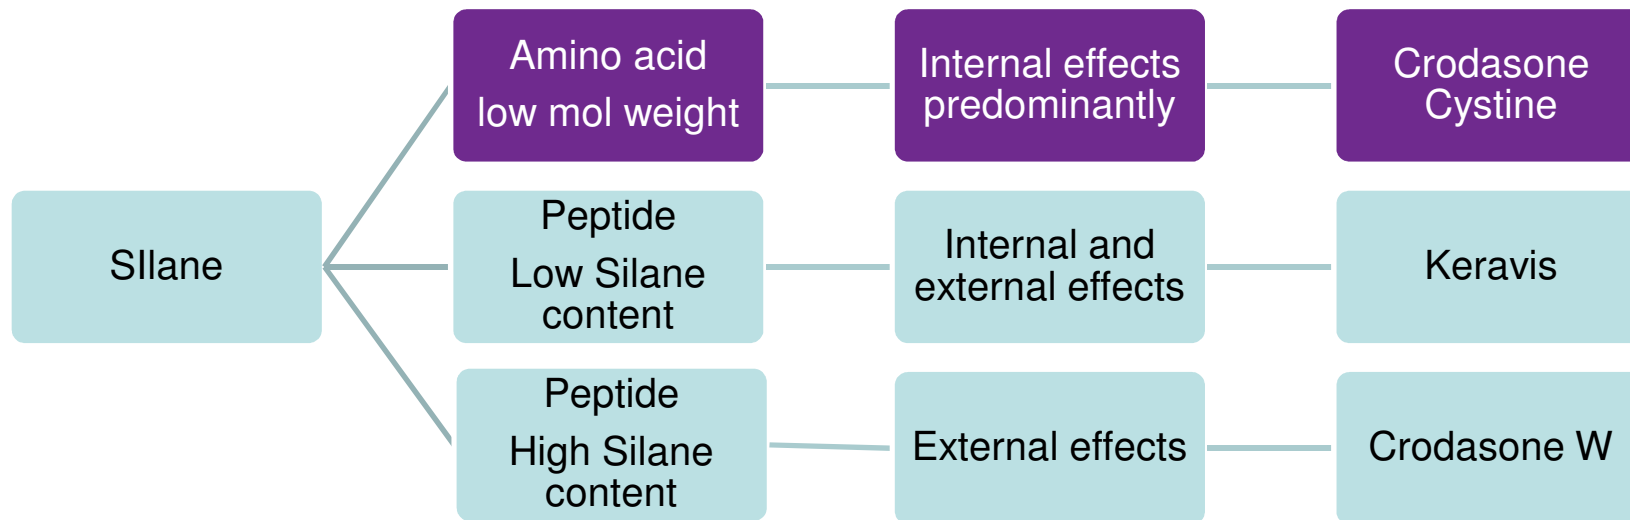 Amino acid
low mol weight
Internal effects
predominantly
Crodasone
Cystine
SIlane
Peptide
Low Silane
content
Internal and
external effects
Keravis
Peptide
High Silane
content
External effects
Crodasone W